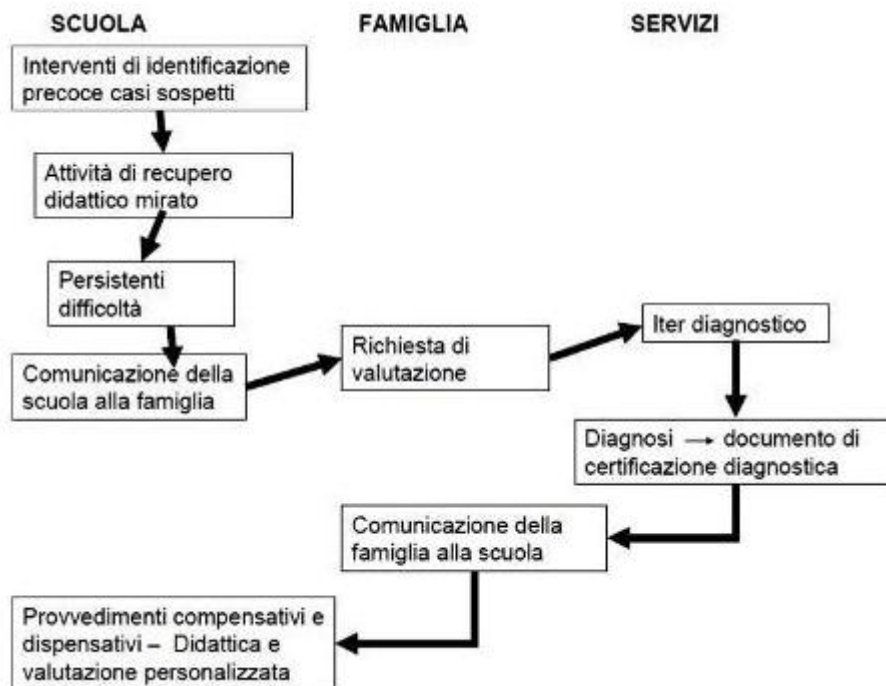 SCUOLA FAMIGLIA SERVIZI
Interventi di identificazione
precoce casi sospetti
Attività di recupero
didattico mirato
Persistenti
difficoltà
Comunicazione della
scuola alla famiglia
Richiesta di
valutazione
Iter diagnostico
Diagnosi → documento di
certificazione diagnostica
Comunicazione della
famiglia alla scuola
Provvedimenti compensativi e
dispensativi – Didattica e
valutazione personalizzata